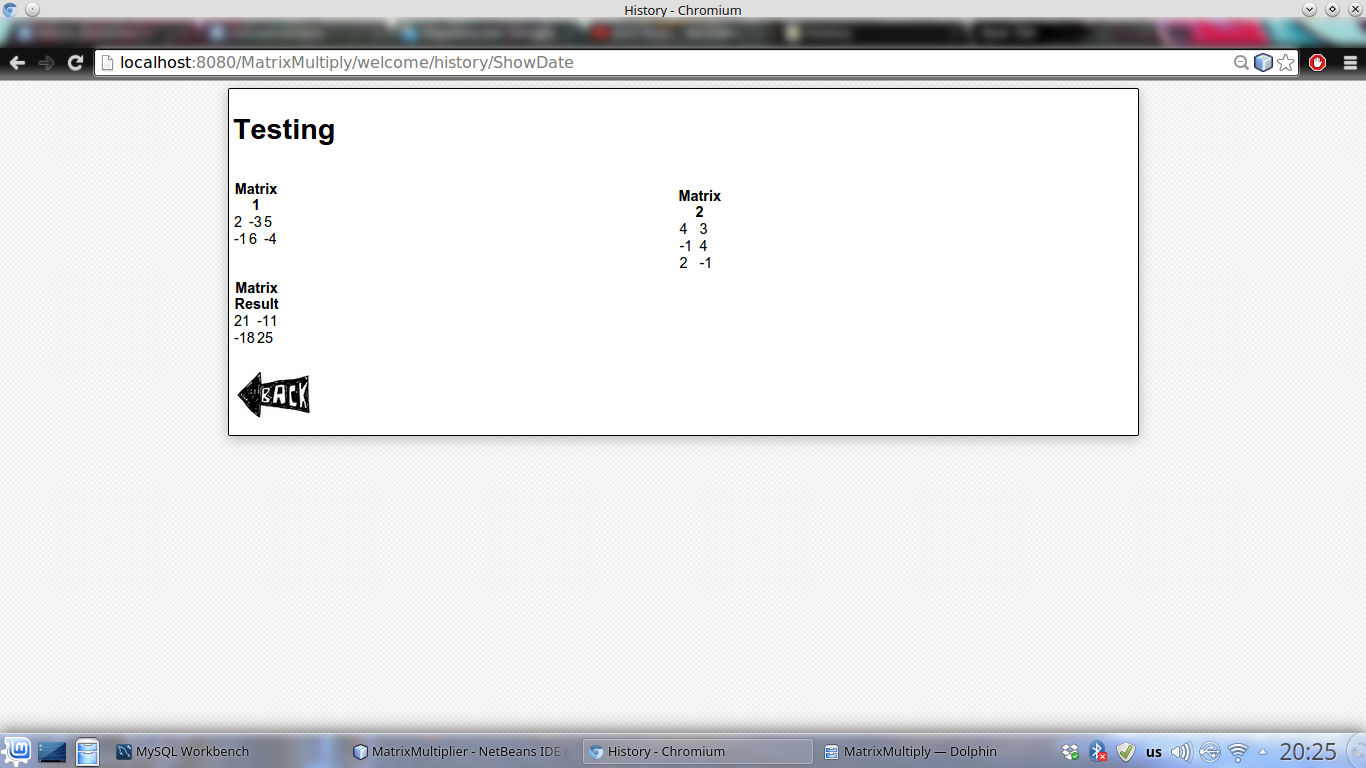 History - Chromium
localhost:8080/MatrixMultiply/welcome/history/ShowDate
Testing
Matrix
1
2 -3 5
-1 6 -4
Matrix
2
4 3
-1 4
2 -1
Matrix
Result
21 -11
-18 25
BACK
MySQL Workbench
MatrixMultiplier - NetBeans IDE 8
History - Chromium
MatrixMultiply — Dolphin
us
20:25